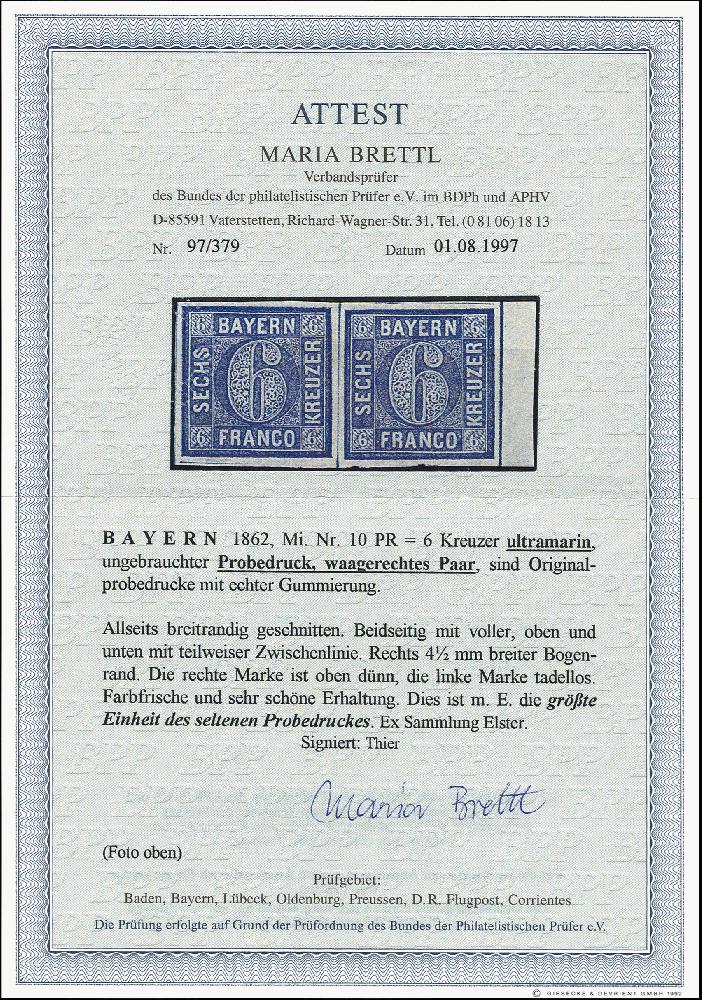 ATTEST
MARIA BRETTL
Verbandsprüfer
des Bundes der philatelistischen Prüfer e.V. im BDPh und APHV
D-85591 Vaterstetten, Richard-Wagner-Str. 31, Tel. (0 81 06) 18 13
Nr. 97/379 Datum 01.08.1997
6 BAYERN 6 6 BAYERN 6
SECHS 6 KREUZER SECHS 6 KREUZER
6 FRANCO 6 6 FRANCO 6
BAYERN 1862, Mi. Nr. 10 PR = 6 Kreuzer ultramarin,
ungebrauchter Probedruck, waagerechtes Paar, sind Original-
probedrucke mit echter Gummierung.
Allseits breitrandig geschnitten. Beidseitig mit voller, oben und
unten mit teilweiser Zwischenlinie. Rechts 4½ mm breiter Bogen-
rand. Die rechte Marke ist oben dünn, die linke Marke tadellos.
Farbfrische und sehr schöne Erhaltung. Dies ist m. E. die größte
Einheit des seltenen Probedruckes. Ex Sammlung Elster.
Signiert: Thier
Maria Brettl
(Foto oben)
Prüfgebiet:
Baden, Bayern, Lübeck, Oldenburg, Preussen, D.R. Flugpost, Corrientes
Die Prüfung erfolgte auf Grund der Prüfordnung des Bundes der Philatelistischen Prüfer e.V.
© GIESECKE & DEVRIENT GMBH 1992